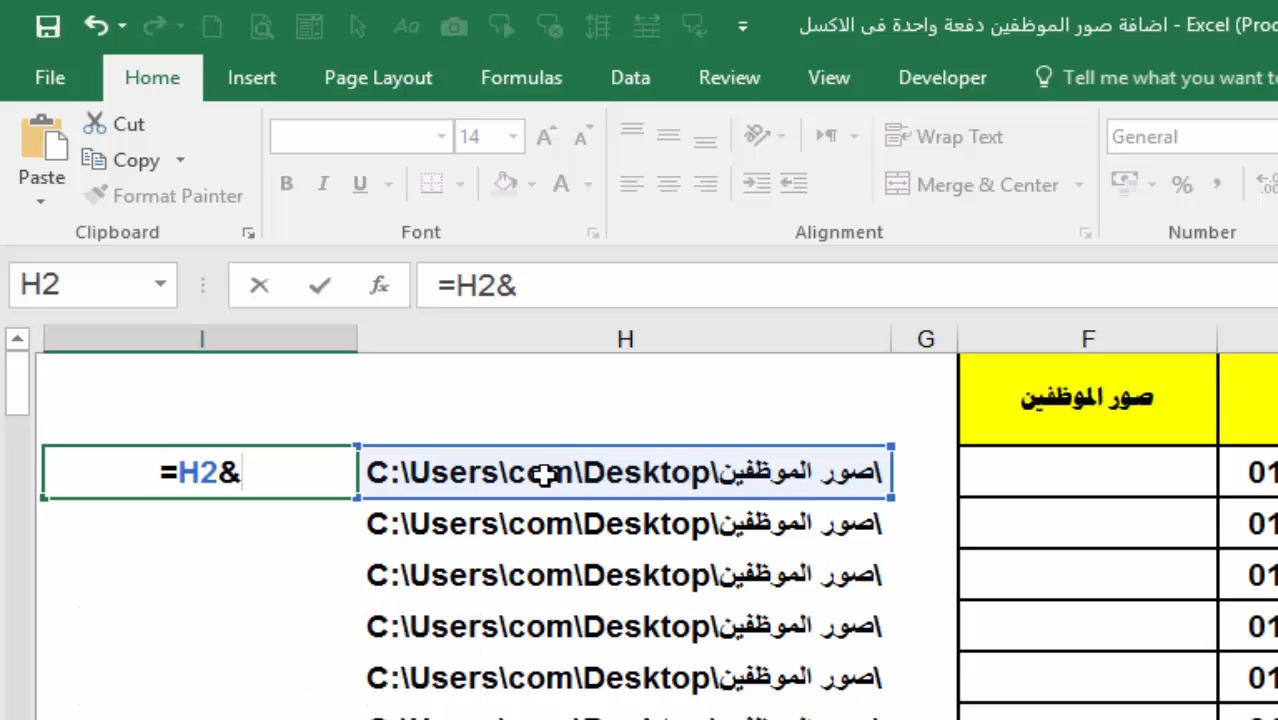 اضافة صور الموظفين دفعة واحدة فى الاكسل - Excel (Proc
File Home Insert Page Layout Formulas Data Review View Developer Tell me what you want to
Paste
Cut
Copy
Format Painter
Clipboard
14
Font
Wrap Text
Merge & Center
Alignment
General
Number
H2
=H2&
I H G F
صور الموظفين
=H2& C:\Users\com\Desktop\صور الموظفين\ 01
C:\Users\com\Desktop\صور الموظفين\ 01
C:\Users\com\Desktop\صور الموظفين\ 01
C:\Users\com\Desktop\صور الموظفين\ 01
C:\Users\com\Desktop\صور الموظفين\ 01